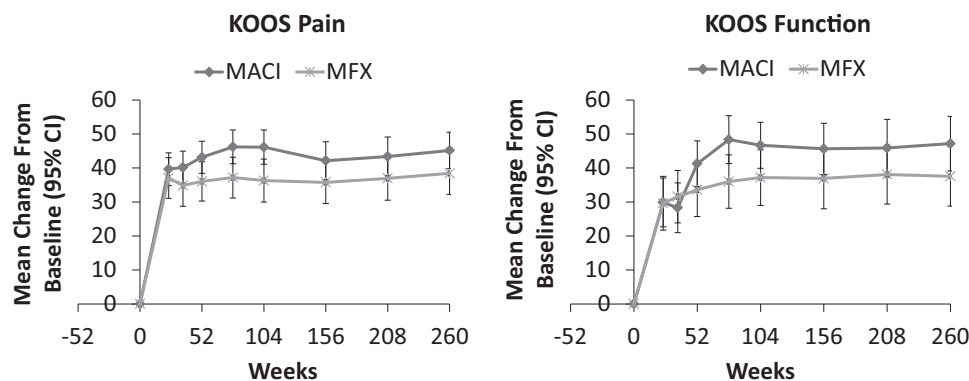 KOOS Pain
MACI MFX
Mean Change From
Baseline (95% CI)
60
50
40
30
20
10
0
-52 0 52 104 156 208 260
Weeks
KOOS Function
MACI MFX
Mean Change From
Baseline (95% CI)
60
50
40
30
20
10
0
-52 0 52 104 156 208 260
Weeks